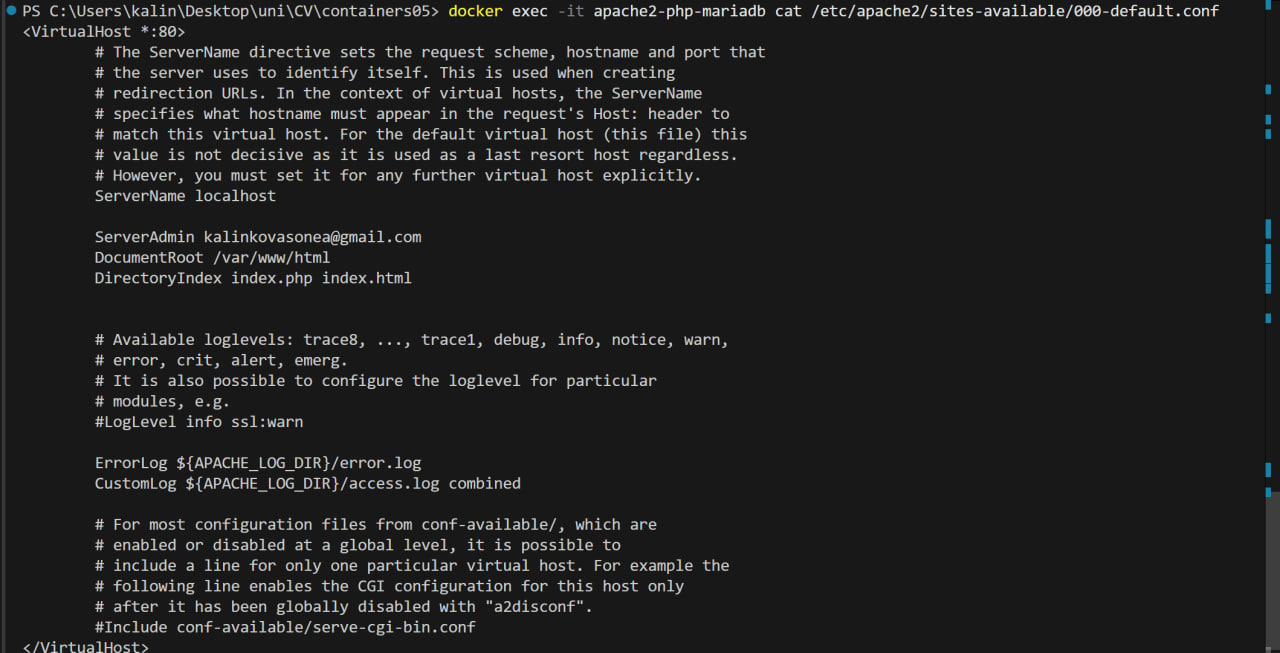 PS C:\Users\kalin\Desktop\uni\CV\containers05> docker exec -it apache2-php-mariadb cat /etc/apache2/sites-available/000-default.conf
<VirtualHost *:80>
# The ServerName directive sets the request scheme, hostname and port that
# the server uses to identify itself. This is used when creating
# redirection URLs. In the context of virtual hosts, the ServerName
# specifies what hostname must appear in the request's Host: header to
# match this virtual host. For the default virtual host (this file) this
# value is not decisive as it is used as a last resort host regardless.
# However, you must set it for any further virtual host explicitly.
ServerName localhost
ServerAdmin kalinkovasonea@gmail.com
DocumentRoot /var/www/html
DirectoryIndex index.php index.html
# Available loglevels: trace8, ..., trace1, debug, info, notice, warn,
# error, crit, alert, emerg.
# It is also possible to configure the loglevel for particular
# modules, e.g.
#LogLevel info ssl:warn
ErrorLog ${APACHE_LOG_DIR}/error.log
CustomLog ${APACHE_LOG_DIR}/access.log combined
# For most configuration files from conf-available/, which are
# enabled or disabled at a global level, it is possible to
# include a line for only one particular virtual host. For example the
# following line enables the CGI configuration for this host only
# after it has been globally disabled with "a2disconf".
#Include conf-available/serve-cgi-bin.conf
</VirtualHost>